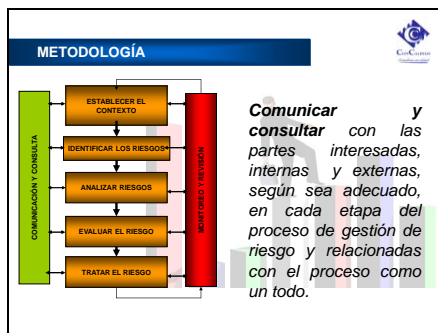 METODOLOGÍA
ESTABLECER EL
CONTEXTO
IDENTIFICAR LOS RIESGOS
ANALIZAR RIESGOS
EVALUAR EL RIESGO
TRATAR EL RIESGO
COMUNICACIÓN Y CONSULTA
MONITOREO Y REVISIÓN
Comunicar y
consultar con las
partes interesadas,
internas y externas,
según sea adecuado,
en cada etapa del
proceso de gestión de
riesgo y relacionadas
con el proceso como
un todo.